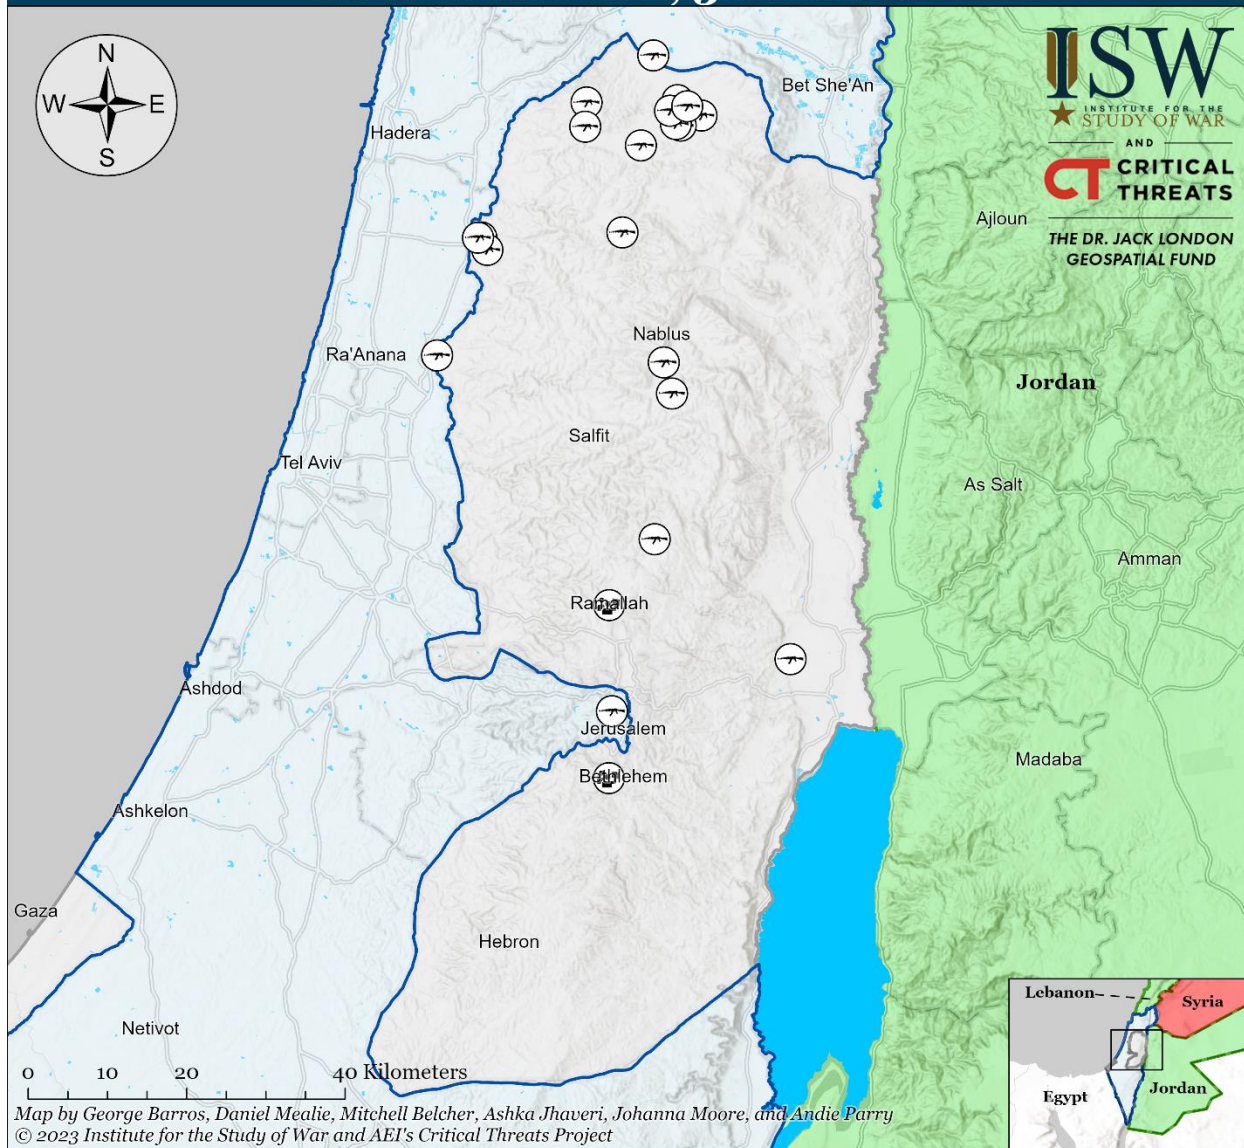 N
W E
S
Bet She'An
Hadera
ISW
INSTITUTE FOR THE
STUDY OF WAR
AND
CT CRITICAL
THREATS
THE DR. JACK LONDON
GEOSPATIAL FUND
Ajloun
Nablus
Ra'Anana
Jordan
Salfit
Tel Aviv
As Salt
Amman
Ramallah
Ashdod
Jerusalem
Madaba
Bethlehem
Ashkelon
Gaza
Hebron
Netivot
Lebanon
Syria
Egypt
Jordan
0 10 20 40 Kilometers
Map by George Barros, Daniel Mealie, Mitchell Belcher, Ashka Jhaveri, Johanna Moore, and Andie Parry
© 2023 Institute for the Study of War and AEI's Critical Threats Project